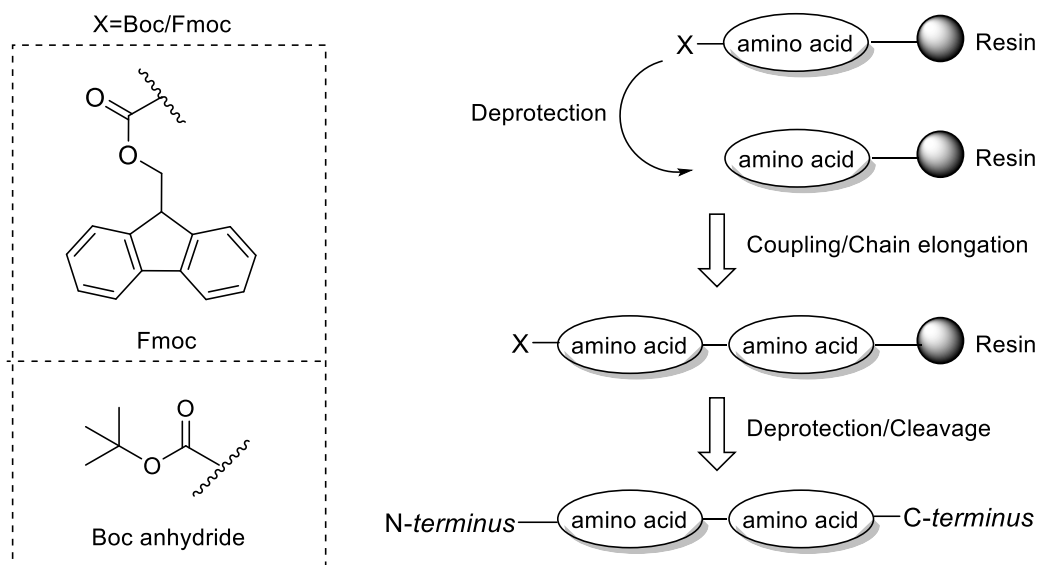 X=Boc/Fmoc
O
O
Fmoc
O
O
Boc anhydride
X
amino acid
Resin
Deprotection
amino acid
Resin
Coupling/Chain elongation
X
amino acid
amino acid
Resin
Deprotection/Cleavage
N-terminus
amino acid
amino acid
C-terminus